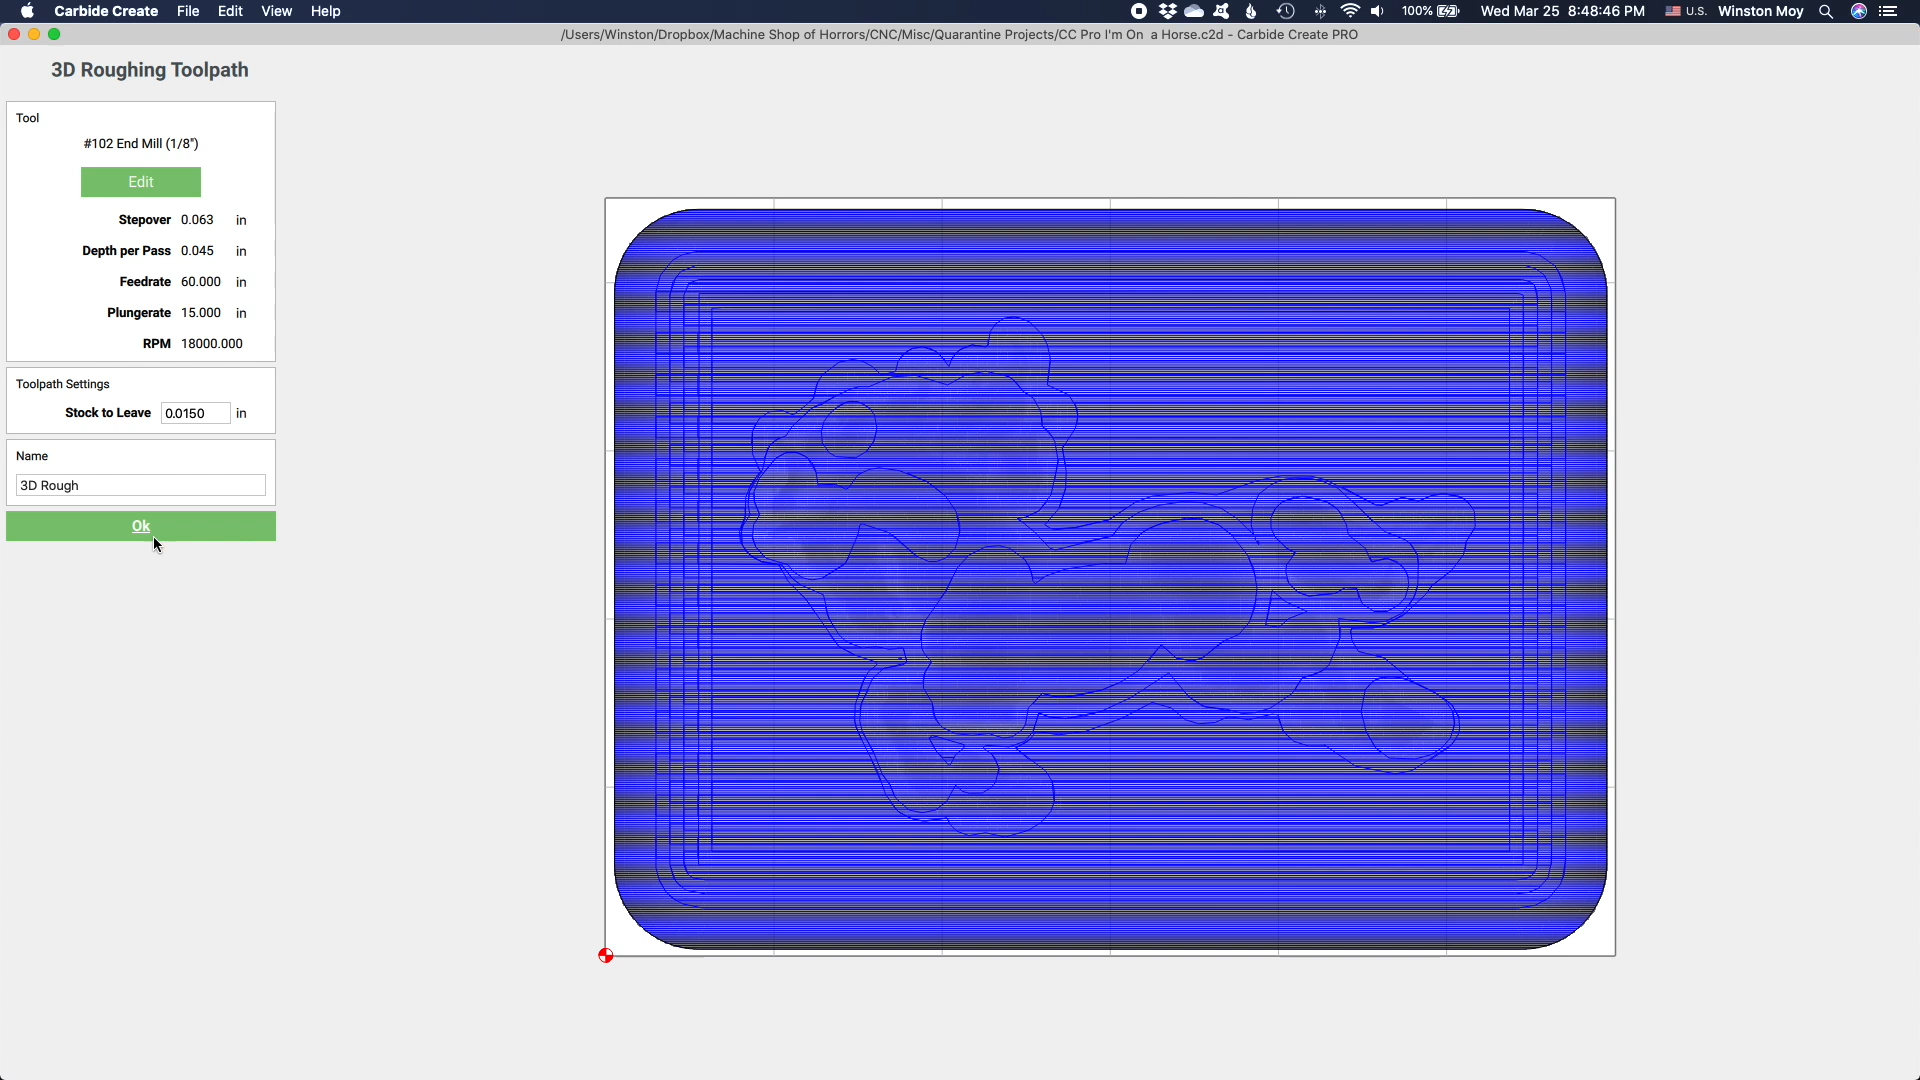 Carbide Create File Edit View Help 100% Wed Mar 25 8:48:46 PM U.S. Winston Moy
/Users/Winston/Dropbox/Machine Shop of Horrors/CNC/Misc/Quarantine Projects/CC Pro I'm On a Horse.c2d - Carbide Create PRO
3D Roughing Toolpath
Tool
#102 End Mill (1/8")
Edit
Stepover 0.063 in
Depth per Pass 0.045 in
Feedrate 60.000 in
Plungerate 15.000 in
RPM 18000.000
Toolpath Settings
Stock to Leave 0.0150 in
Name
3D Rough
Ok